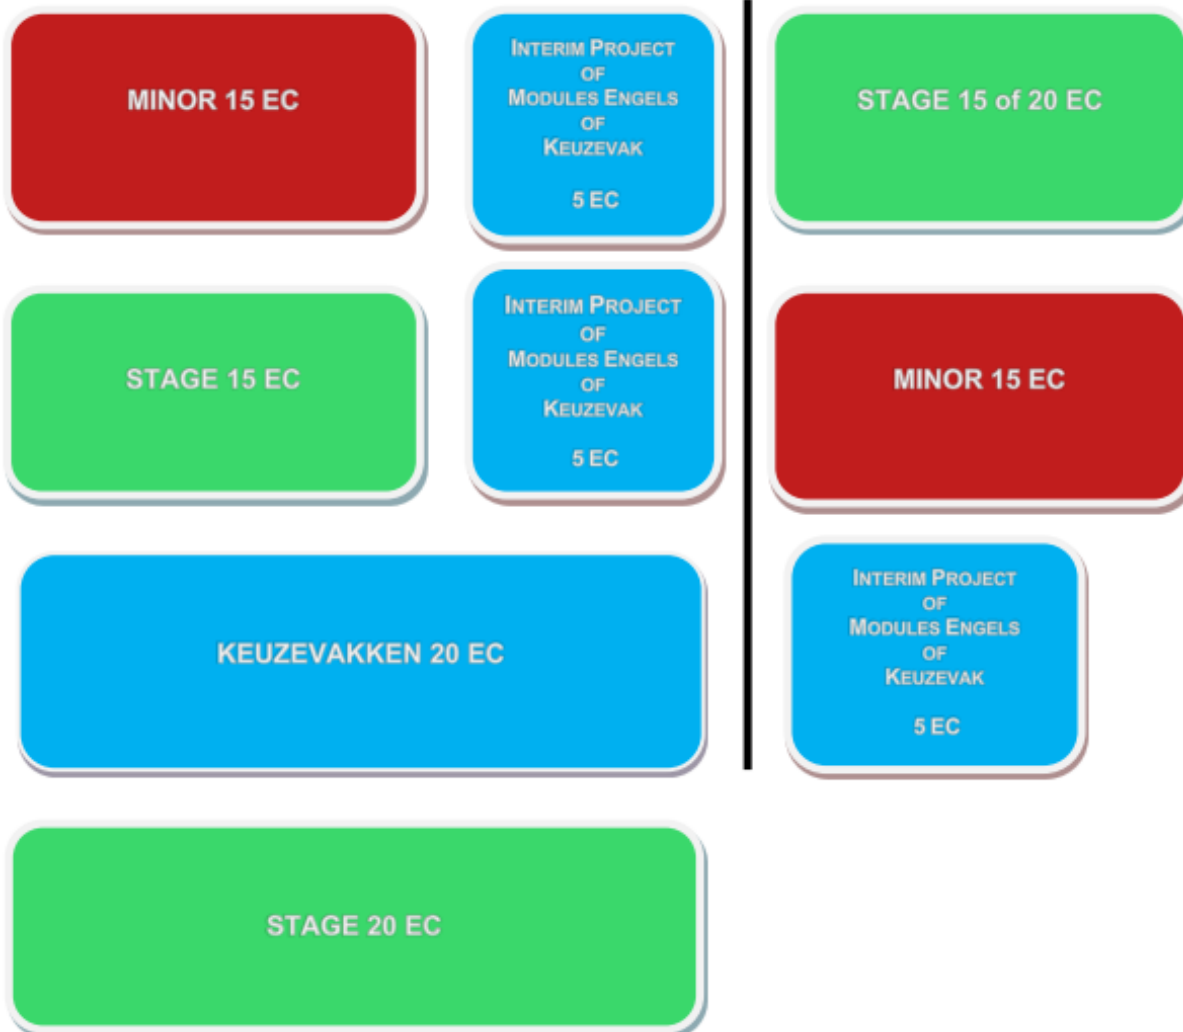 MINOR 15 EC
INTERIM PROJECT
OF
MODULES ENGELS
OF
KEUZEVAK
5 EC
STAGE 15 EC
INTERIM PROJECT
OF
MODULES ENGELS
OF
KEUZEVAK
5 EC
KEUZEVAKKEN 20 EC
STAGE 20 EC
STAGE 15 of 20 EC
MINOR 15 EC
INTERIM PROJECT
OF
MODULES ENGELS
OF
KEUZEVAK
5 EC